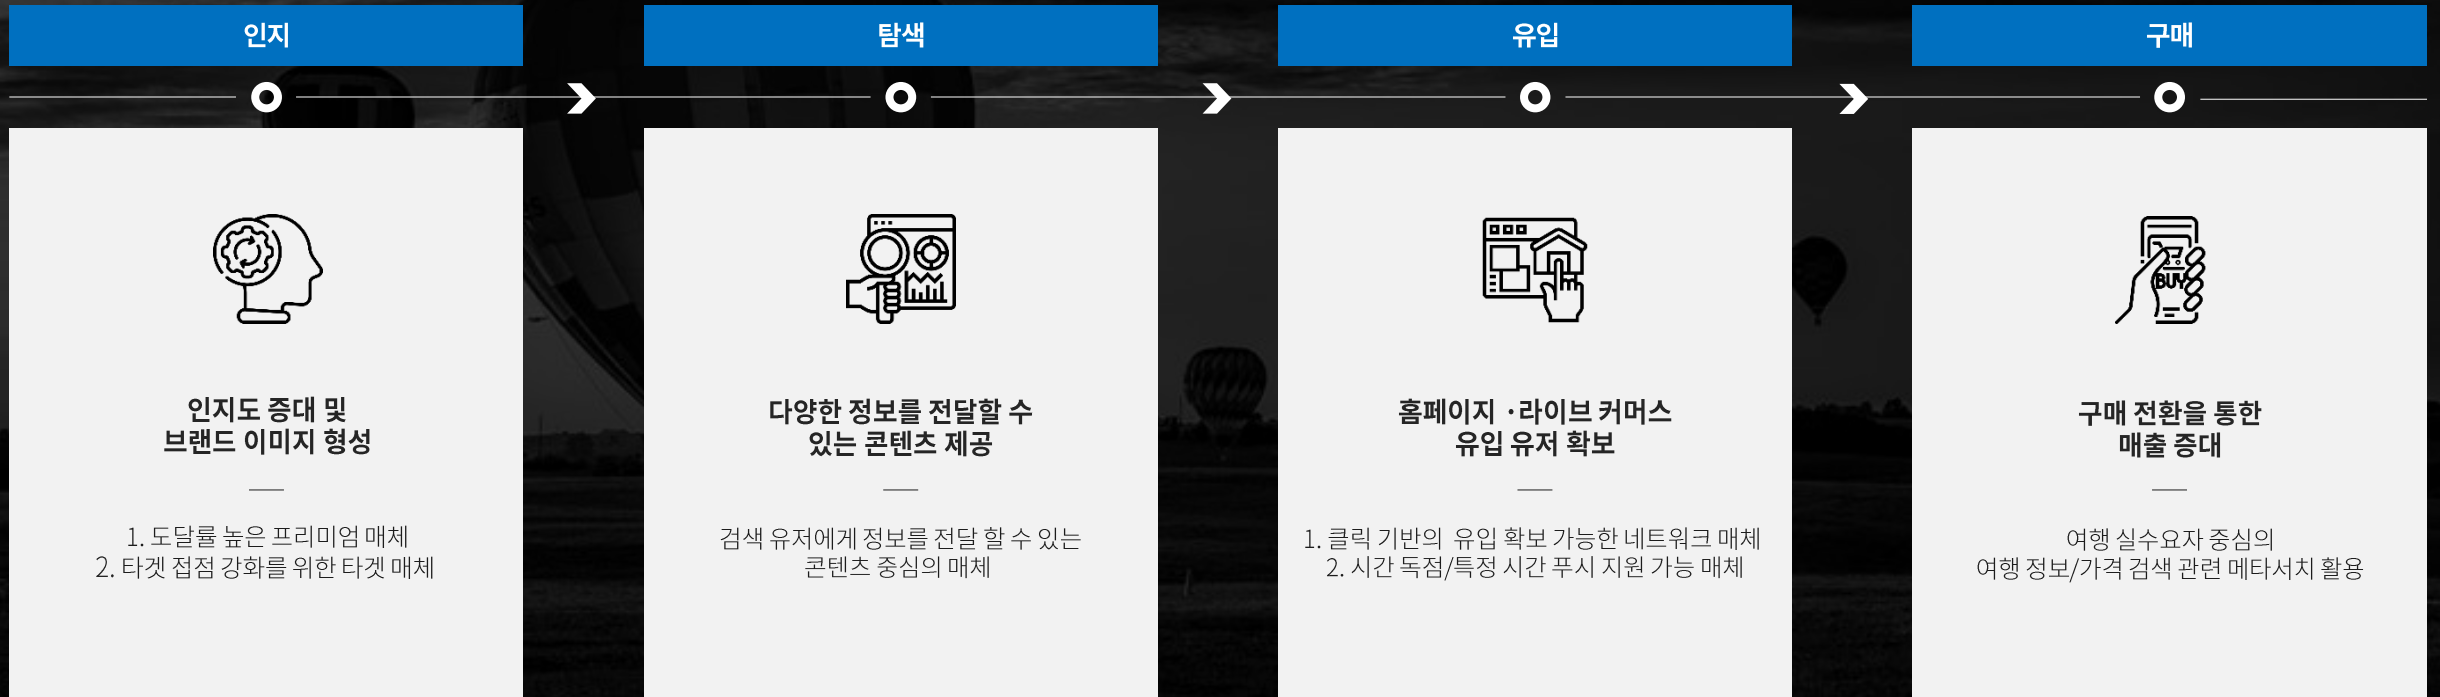 인지
인지도 증대 및
브랜드 이미지 형성
1. 도달률 높은 프리미엄 매체
2. 타겟 접점 강화를 위한 타겟 매체
탐색
다양한 정보를 전달할 수
있는 콘텐츠 제공
검색 유저에게 정보를 전달 할 수 있는
콘텐츠 중심의 매체
유입
홈페이지 ·라이브 커머스
유입 유저 확보
1. 클릭 기반의  유입 확보 가능한 네트워크 매체
2. 시간 독점/특정 시간 푸시 지원 가능 매체
구매
BUY
구매 전환을 통한
매출 증대
여행 실수요자 중심의
여행 정보/가격 검색 관련 메타서치 활용